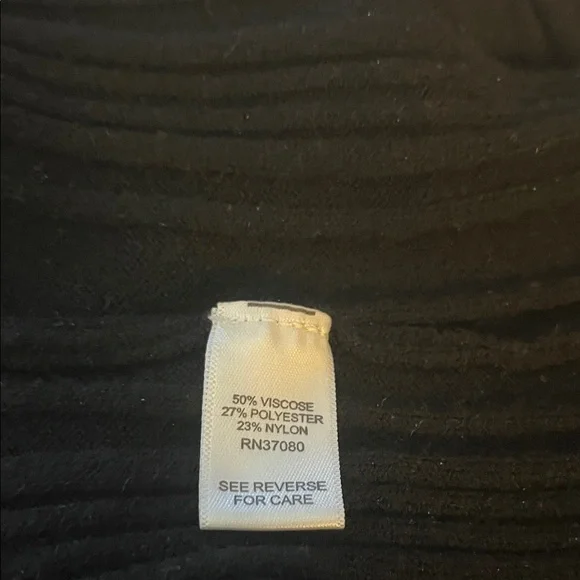 50% VISCOSE
27% POLYESTER
23% NYLON
RN37080
SEE REVERSE
FOR CARE